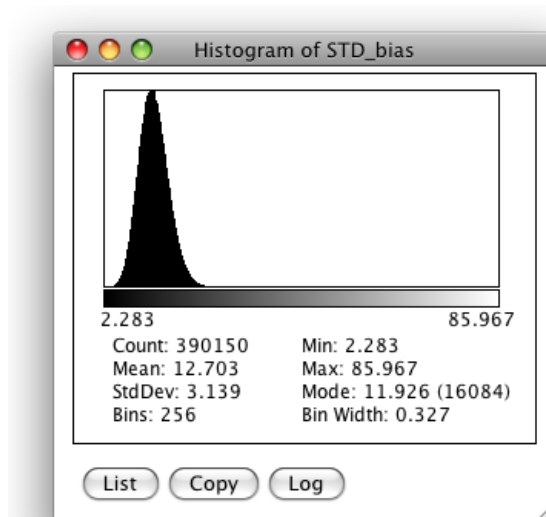 Histogram of STD_bias
2.283 85.967
Count: 390150 Min: 2.283
Mean: 12.703 Max: 85.967
StdDev: 3.139 Mode: 11.926 (16084)
Bins: 256 Bin Width: 0.327
List Copy Log